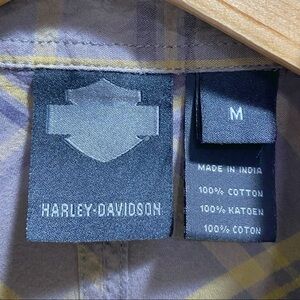 HARLEY-DAVIDSON
M
MADE IN INDIA
100% COTTON
100% KATOEN
100% COTON